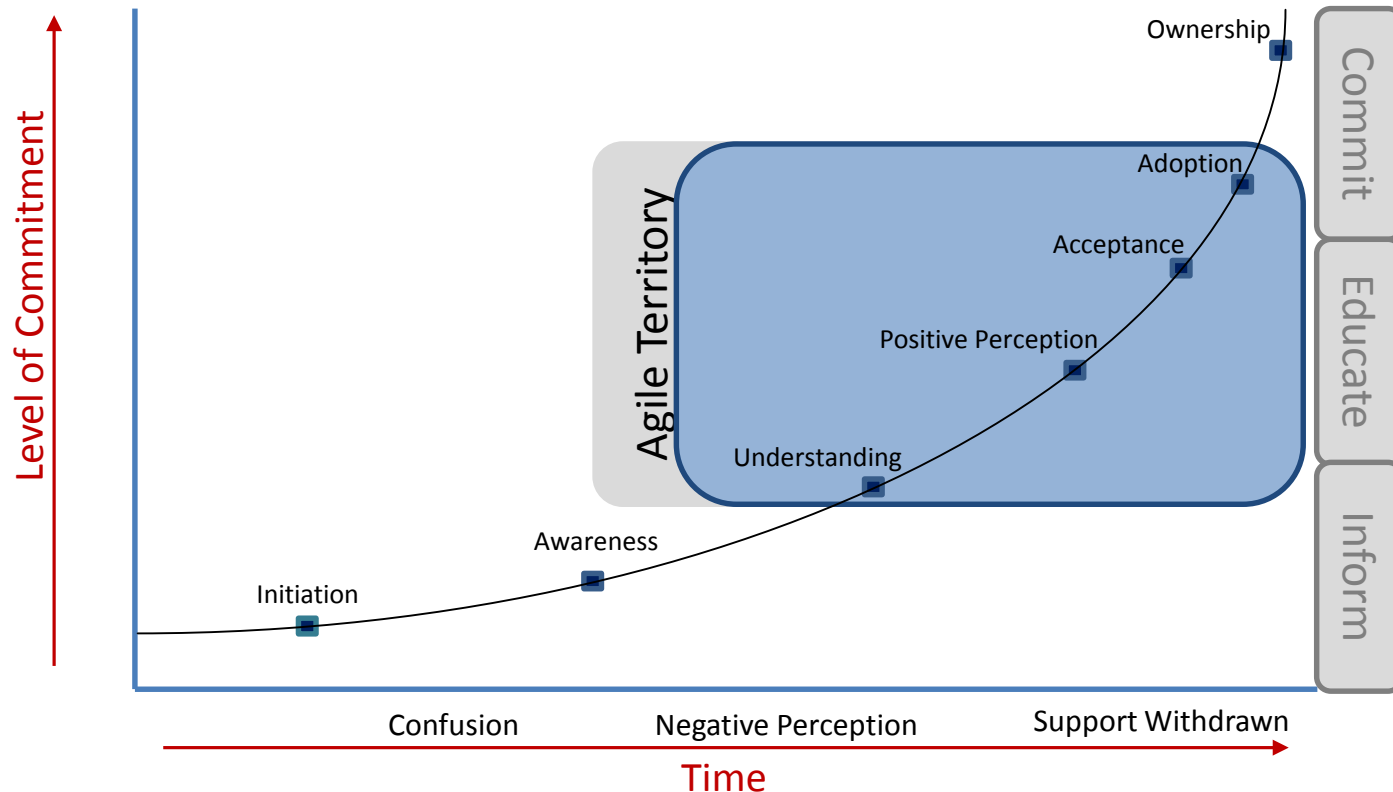 Ownership
Commit
Level of Commitment
Adoption
Agile Territory
Acceptance
Educate
Positive Perception
Understanding
Awareness
Inform
Initiation
Confusion
Negative Perception
Support Withdrawn
Time